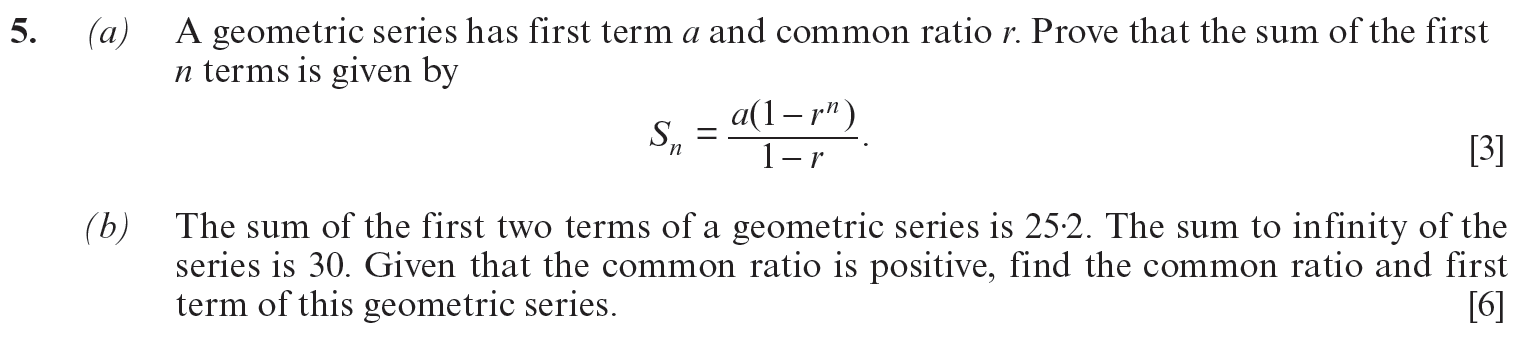 5. (a) A geometric series has first term a and common ratio r. Prove that the sum of the first
n terms is given by
Sₙ = a(1 – rⁿ) / (1 – r).
[3]
(b) The sum of the first two terms of a geometric series is 25·2. The sum to infinity of the
series is 30. Given that the common ratio is positive, find the common ratio and first
term of this geometric series. [6]